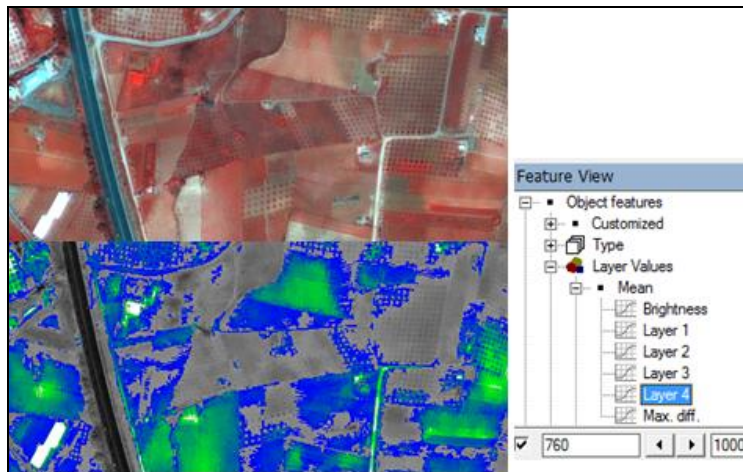 Feature View
Object features
Customized
Type
Layer Values
Mean
Brightness
Layer 1
Layer 2
Layer 3
Layer 4
Max. diff.
760
1000